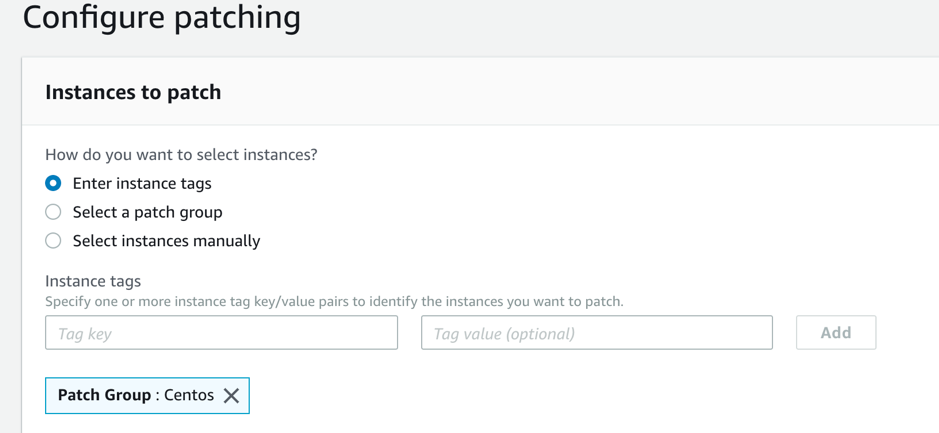 Configure patching
Instances to patch
How do you want to select instances?
Enter instance tags
Select a patch group
Select instances manually
Instance tags
Specify one or more instance tag key/value pairs to identify the instances you want to patch.
Tag key Tag value (optional) Add
Patch Group : Centos